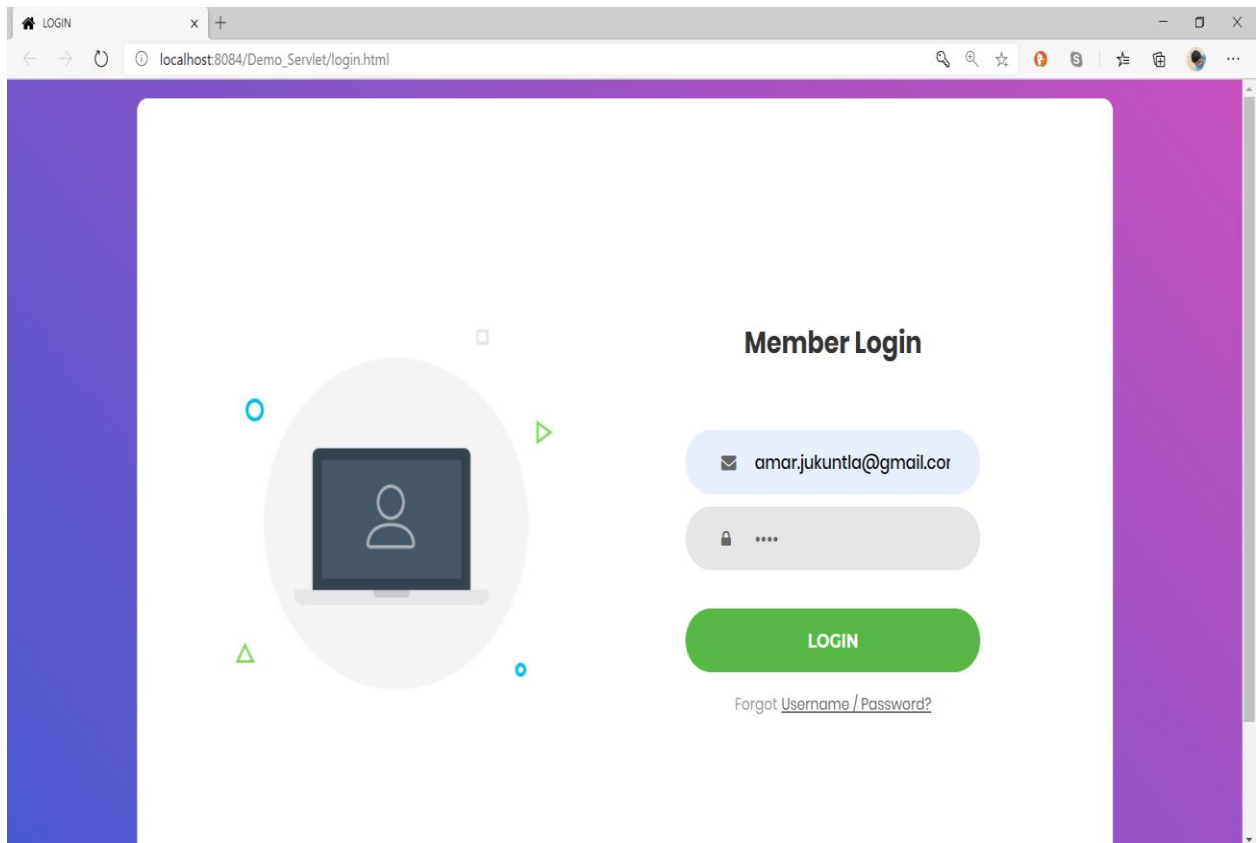 LOGIN
localhost:8084/Demo_Servlet/login.html
Member Login
amar.jukuntla@gmail.cor
••••
LOGIN
Forgot Username / Password?